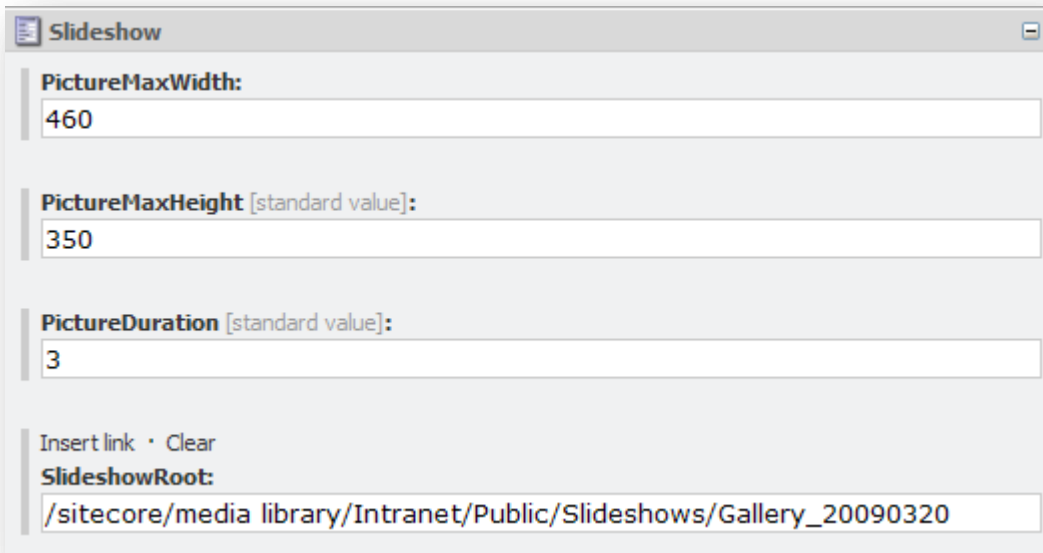 Slideshow
PictureMaxWidth:
460
PictureMaxHeight [standard value]:
350
PictureDuration [standard value]:
3
Insert link · Clear
SlideshowRoot:
/sitecore/media library/Intranet/Public/Slideshows/Gallery_20090320